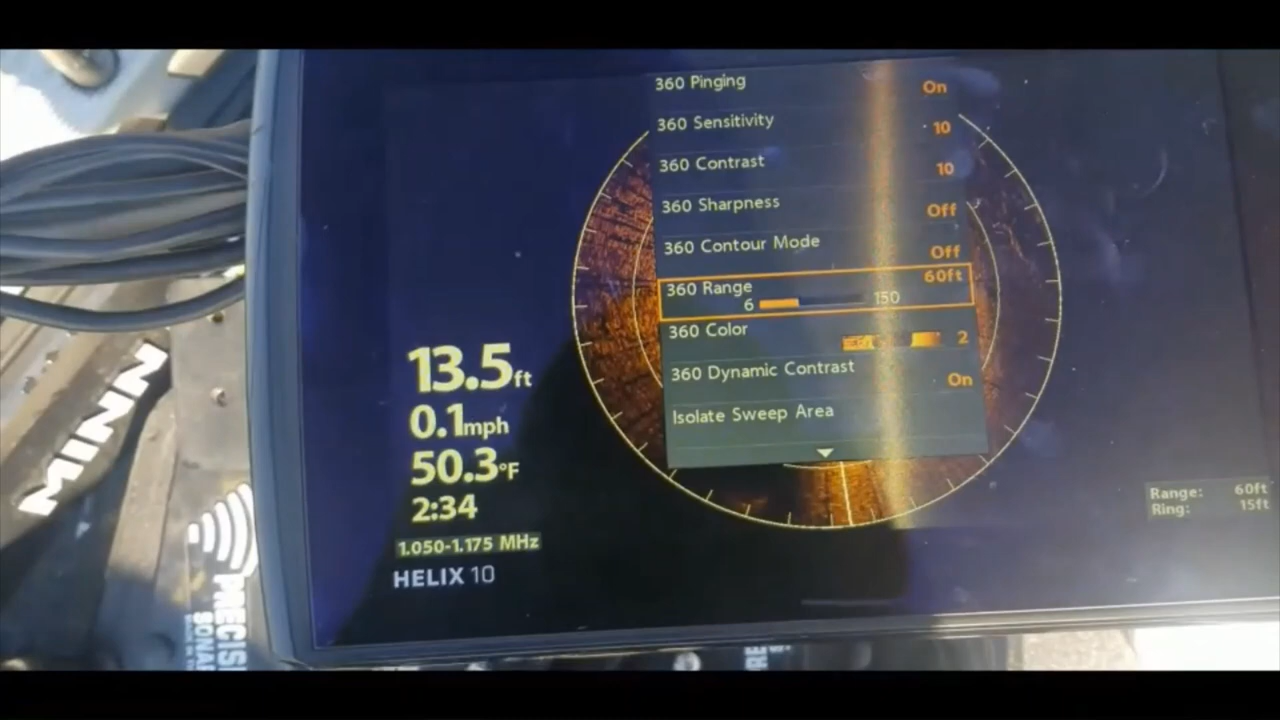 360 Pinging On
360 Sensitivity 10
360 Contrast 10
360 Sharpness Off
360 Contour Mode Off
360 Range 60ft
6 150
360 Color 2
360 Dynamic Contrast On
Isolate Sweep Area
13.5ft
0.1mph
50.3°F
2:34
1.050-1.175 MHz
HELIX 10
Range: 60ft
Ring: 15ft
MINN
PRECIS
SONAR